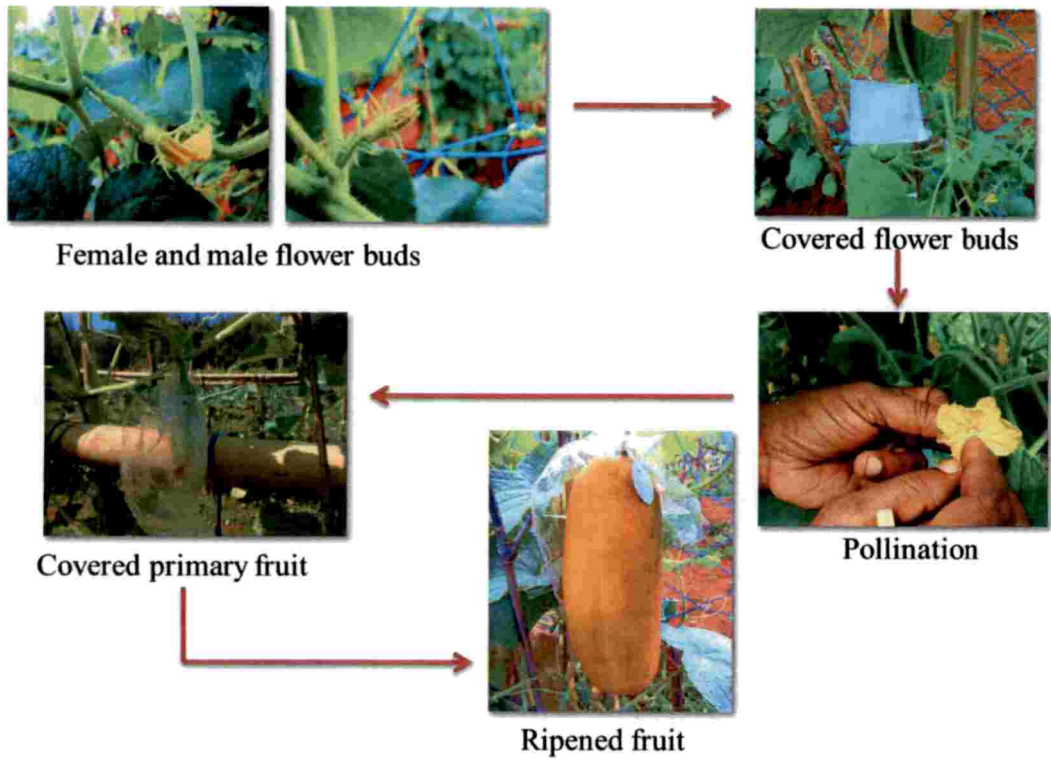 Female and male flower buds
Covered flower buds
Pollination
Covered primary fruit
Ripened fruit